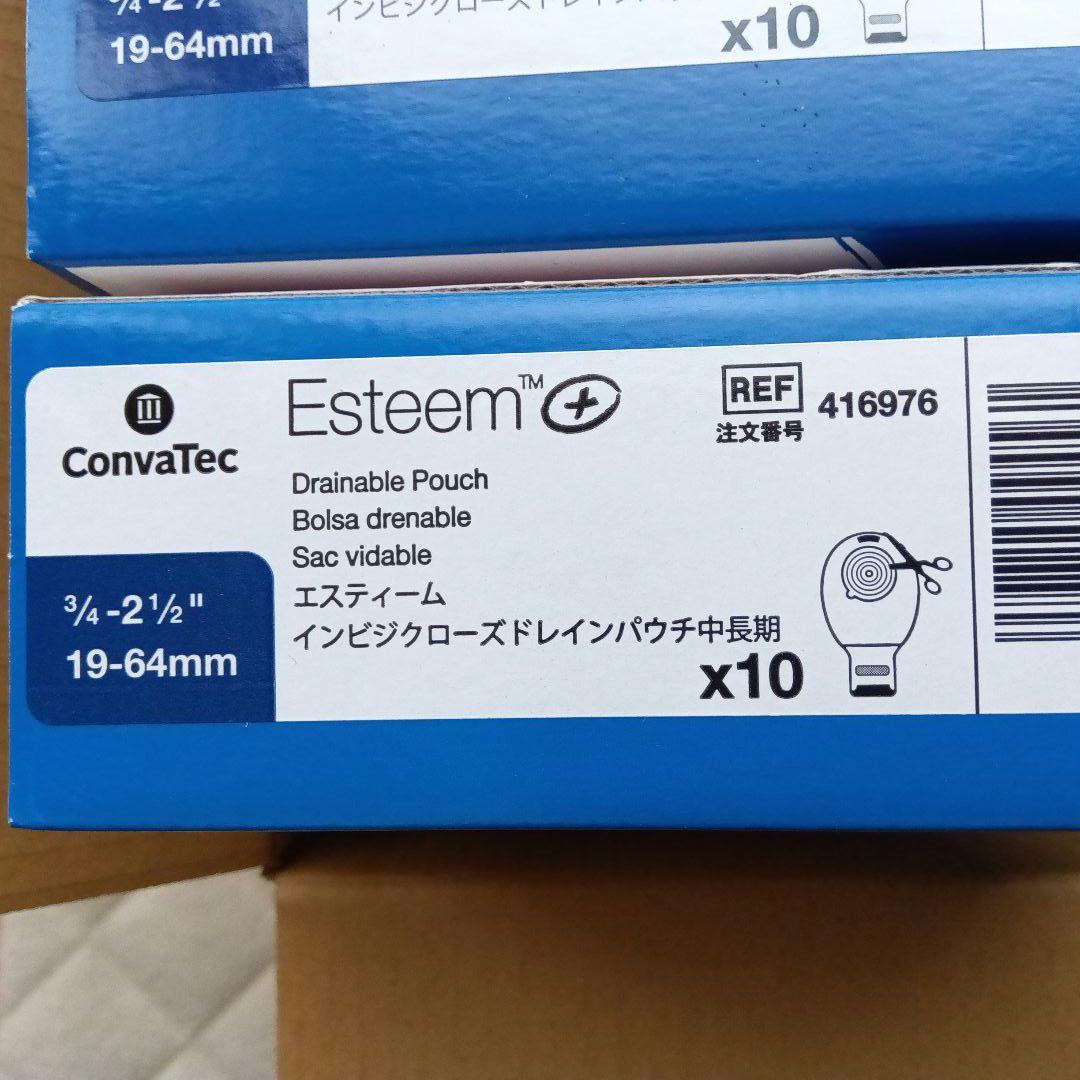 19-64mm
x10
ConvaTec
Esteem™ +
REF 416976
注文番号
Drainable Pouch
Bolsa drenable
Sac vidable
エスティーム
インビジクローズドレインパウチ中長期
x10
3/4 - 2 1/2"
19-64mm